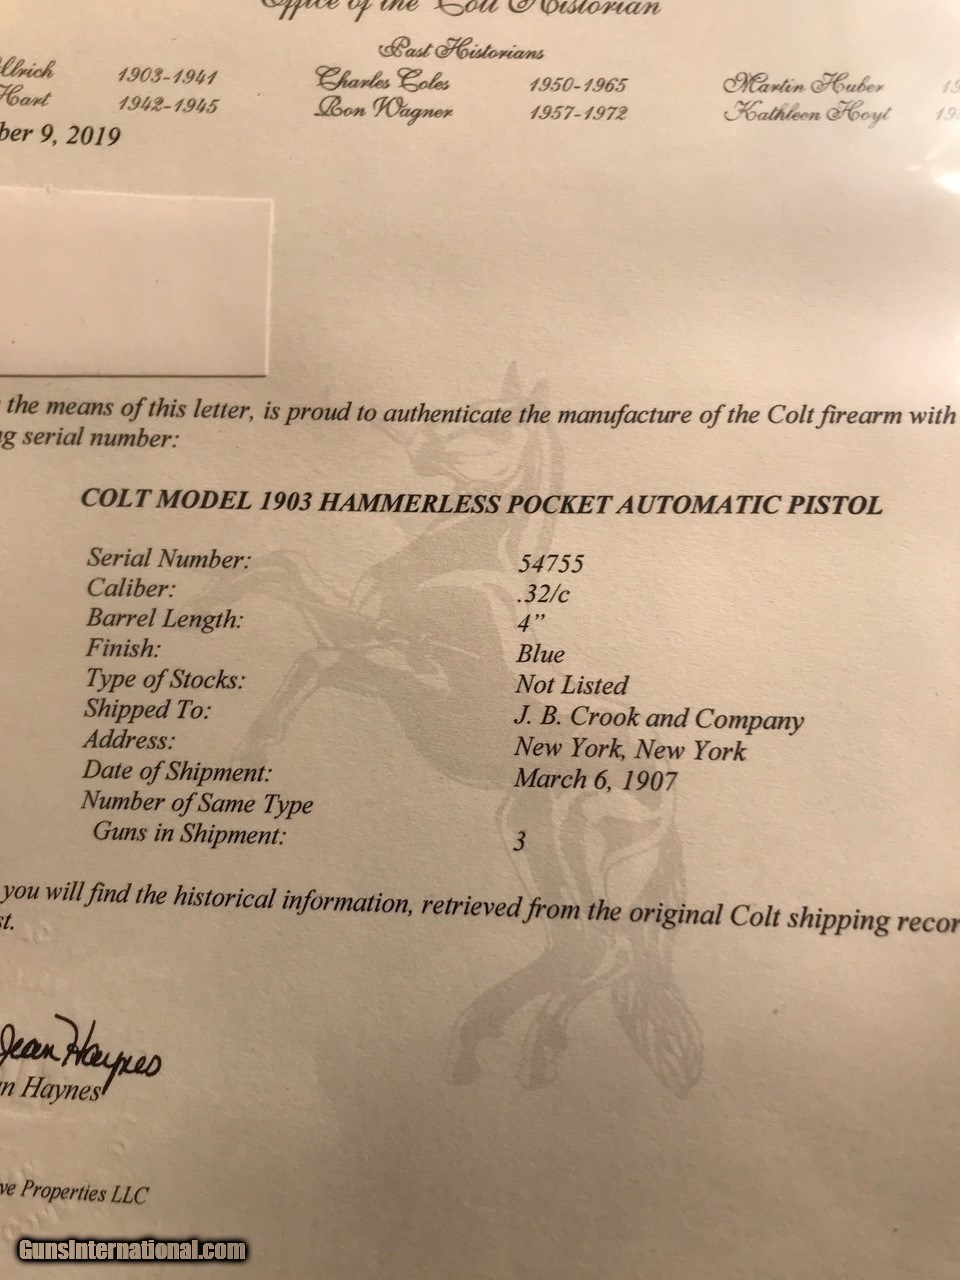 Office of the Colt Historian
Past Historians
Ullrich 1903-1941 Charles Coles 1950-1965 Martin Huber 19
Hart 1942-1945 Ron Wagner 1957-1972 Kathleen Hoyt 19
ber 9, 2019
the means of this letter, is proud to authenticate the manufacture of the Colt firearm with
ng serial number:
COLT MODEL 1903 HAMMERLESS POCKET AUTOMATIC PISTOL
Serial Number: 54755
Caliber: .32/c
Barrel Length: 4”
Finish: Blue
Type of Stocks: Not Listed
Shipped To: J. B. Crook and Company
Address: New York, New York
Date of Shipment: March 6, 1907
Number of Same Type
Guns in Shipment: 3
you will find the historical information, retrieved from the original Colt shipping recor
st.
Jean Haynes
n Haynes
ve Properties LLC
GunsInternational.com